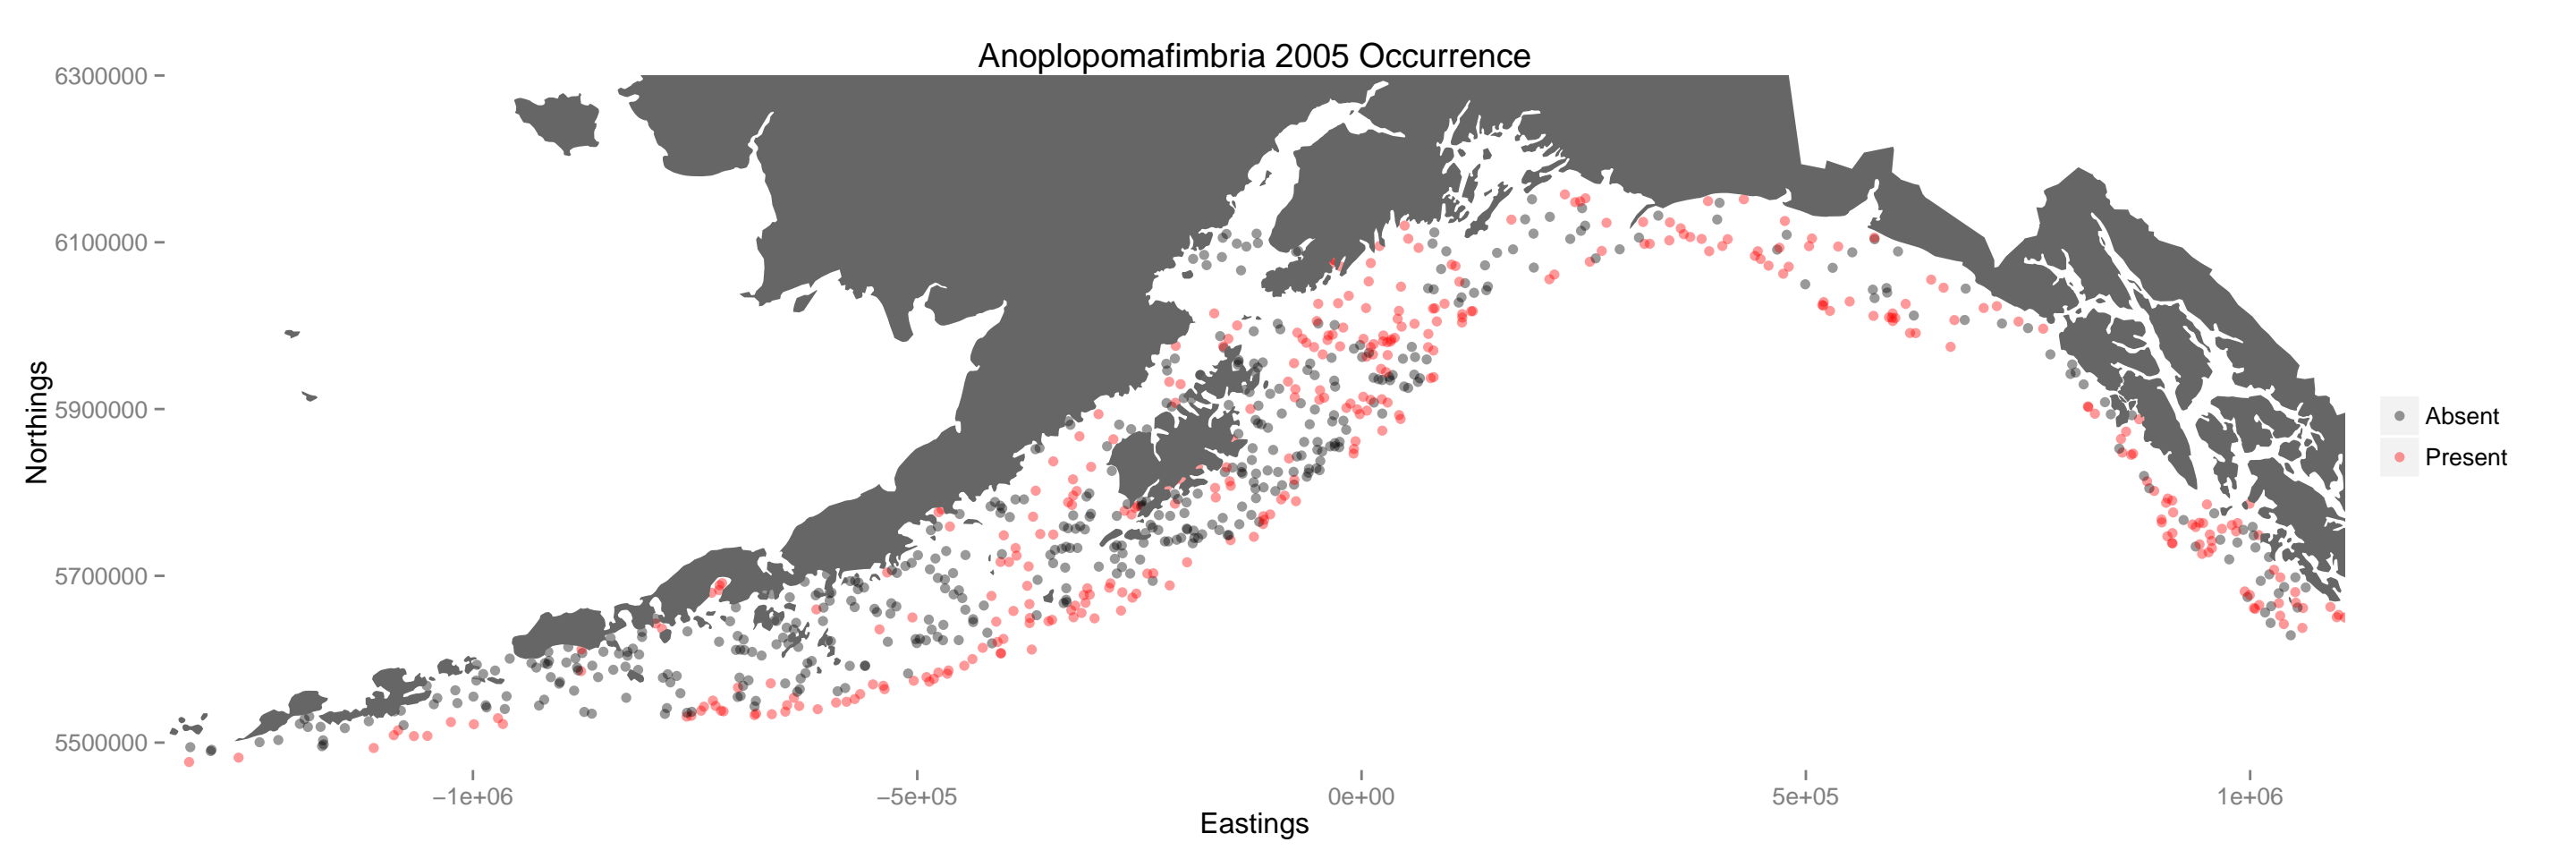 Anoplopomafimbria 2005 Occurrence
6300000
6100000
5900000
5700000
5500000
Northings
−1e+06
−5e+05
0e+00
5e+05
1e+06
Eastings
Absent
Present